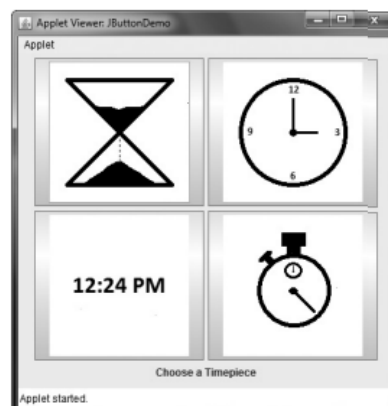 Applet Viewer: JButtonDemo
Applet
12
9 3
6
12:24 PM
Choose a Timepiece
Applet started.